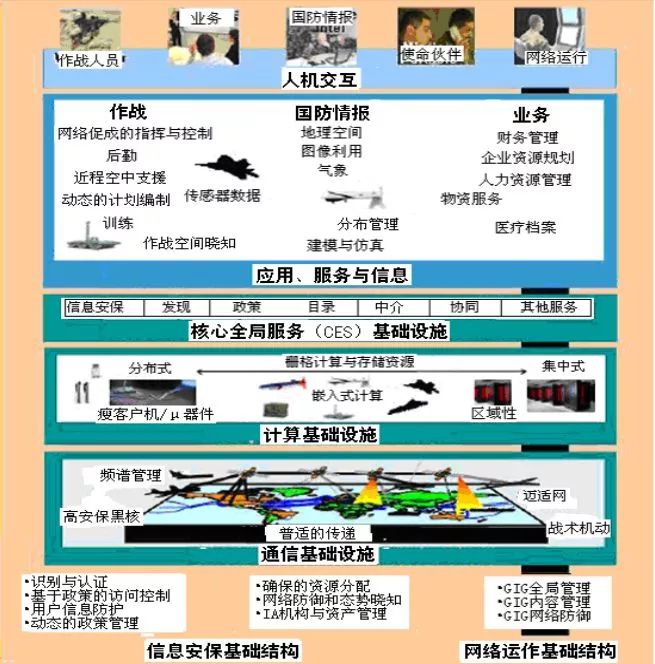 业务
国防情报
作战人员
使命伙伴
网络运行
人机交互
作战
网络促成的指挥与控制
后勤
近程空中支援
传感器数据
动态的计划编制
训练
作战空间晓知
国防情报
地理空间
图像利用
气象
分布管理
建模与仿真
业务
财务管理
企业资源规划
人力资源管理
物资服务
医疗档案
应用、服务与信息
信息安保 发现 政策 目录 中介 协同 其他服务
核心全局服务(CES)基础设施
分布式 栅格计算与存储资源 集中式
嵌入式计算
瘦客户机/μ器件 区域性
计算基础设施
频谱管理
迈适网
高安保黑核
战术机动
普适的传递
通信基础设施
•识别与认证
•基于政策的访问控制
•用户信息防护
•动态的政策管理
•确保的资源分配
•网络防御和态势晓知
•IA机构与资产管理
•GIG全局管理
•GIG内容管理
•GIG网络防御
信息安保基础结构
网络运作基础结构